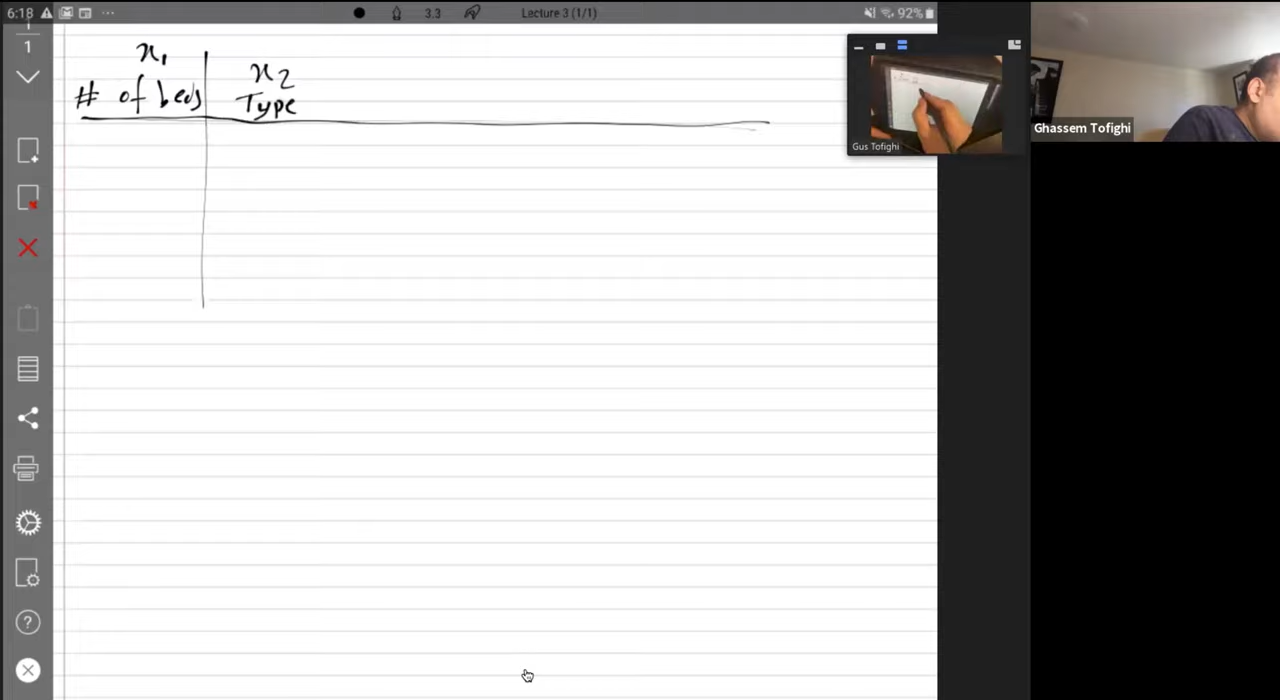 6:18 3.3 Lecture 3 (1/1) 92%
1
1
x₁
# of beds
x₂
Type
Gus Tofighi
Ghassem Tofighi